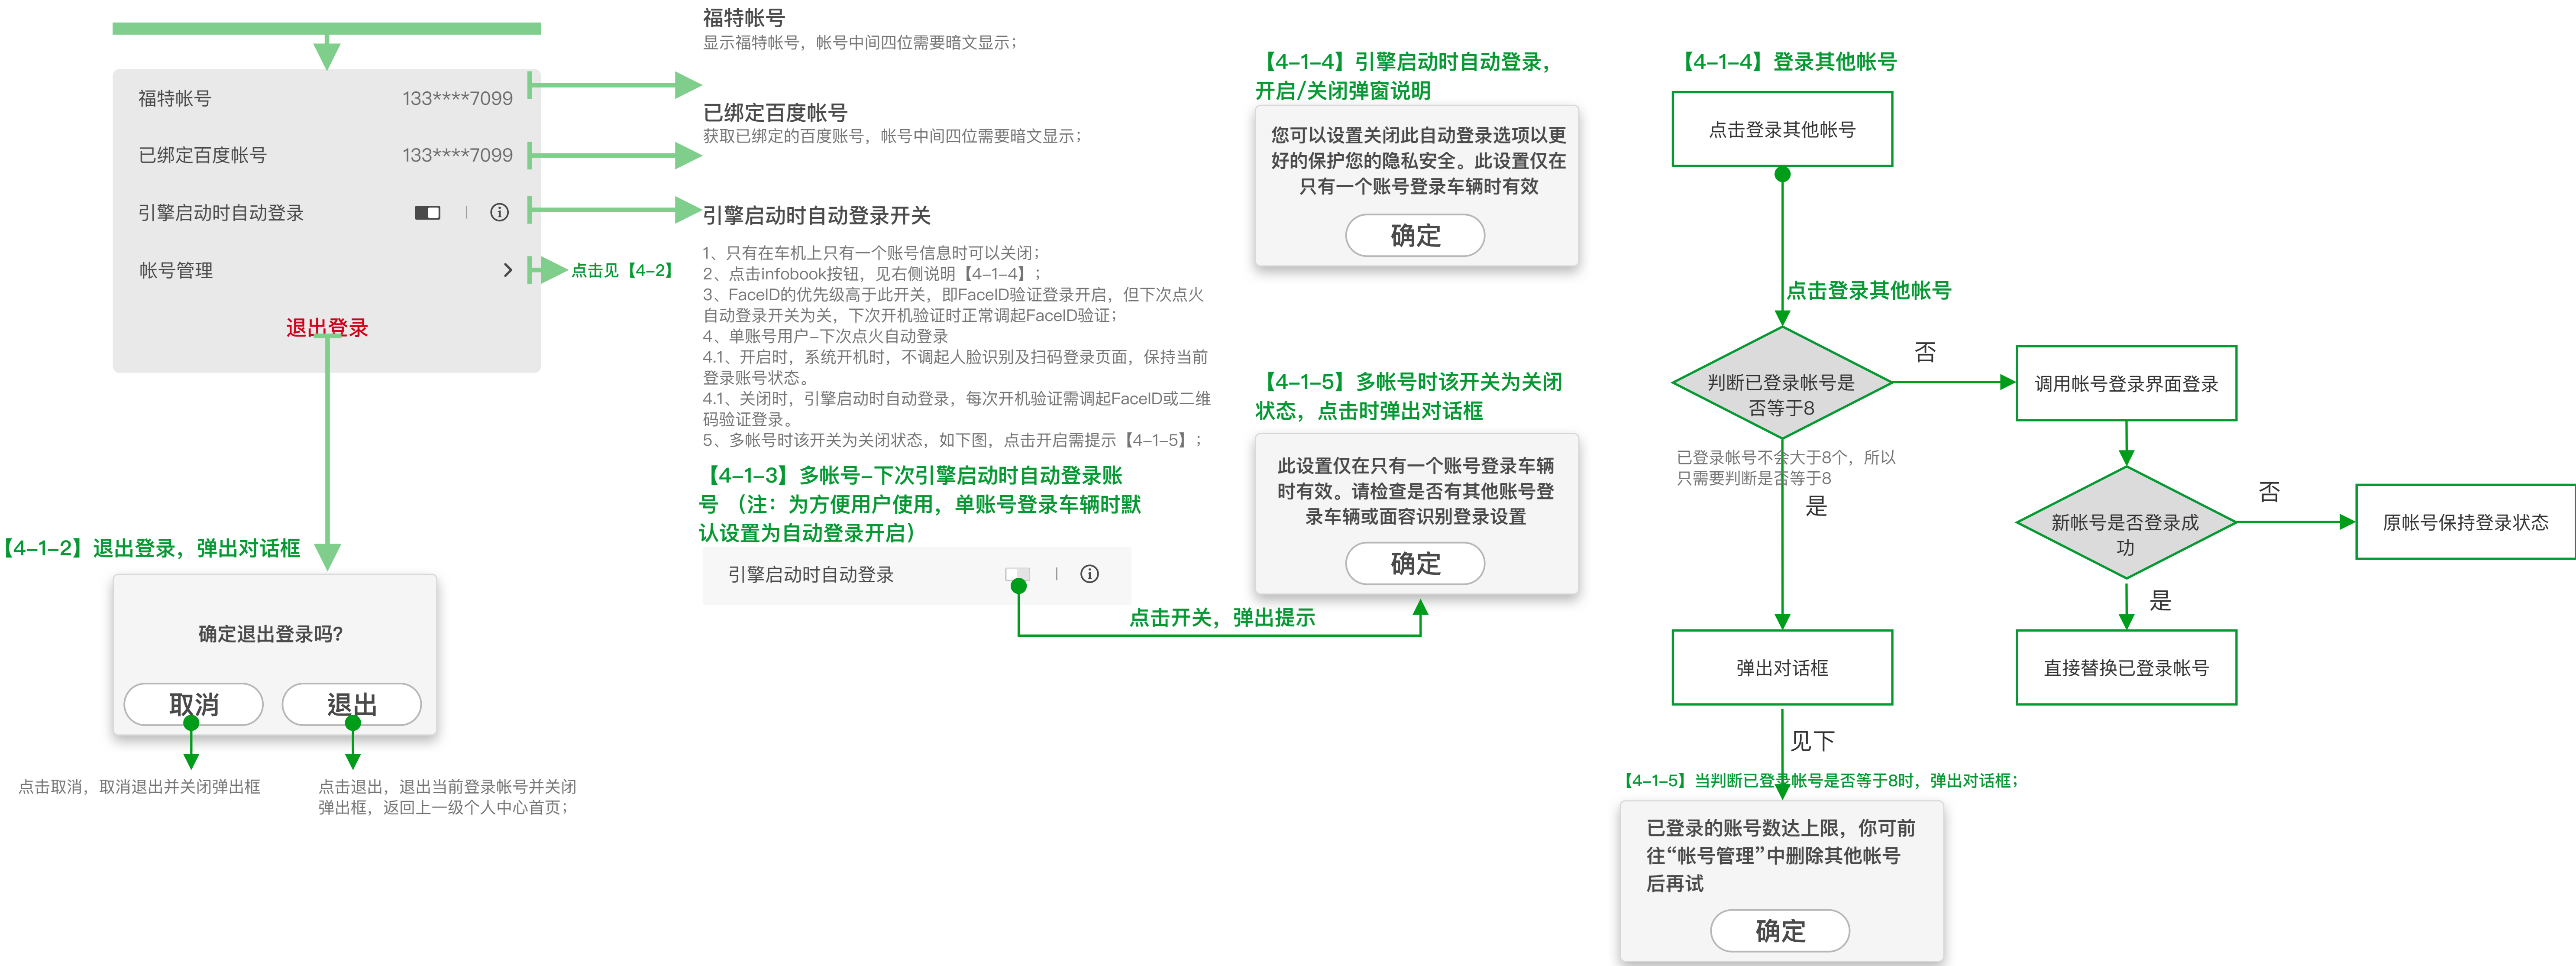 福特帐号
133****7099
已绑定百度帐号
133****7099
引擎启动时自动登录
帐号管理
点击见【4-2】
退出登录
【4-1-2】退出登录，弹出对话框
确定退出登录吗？
取消
退出
点击取消，取消退出并关闭弹出框
点击退出，退出当前登录帐号并关闭
弹出框，返回上一级个人中心首页；
福特帐号
显示福特帐号，帐号中间四位需要暗文显示；
已绑定百度帐号
获取已绑定的百度账号，帐号中间四位需要暗文显示；
引擎启动时自动登录开关
1、只有在车机上只有一个账号信息时可以关闭；
2、点击infobook按钮，见右侧说明【4-1-4】；
3、FaceID的优先级高于此开关，即FaceID验证登录开启，但下次点火
自动登录开关为关，下次开机验证时正常调起FaceID验证；
4、单账号用户-下次点火自动登录
4.1、开启时，系统开机时，不调起人脸识别及扫码登录页面，保持当前
登录账号状态。
4.1、关闭时，引擎启动时自动登录，每次开机验证需调起FaceID或二维
码验证登录。
5、多帐号时该开关为关闭状态，如下图，点击开启需提示【4-1-5】；
【4-1-3】多帐号-下次引擎启动时自动登录账
号 （注：为方便用户使用，单账号登录车辆时默
认设置为自动登录开启）
引擎启动时自动登录
点击开关，弹出提示
【4-1-4】引擎启动时自动登录，
开启/关闭弹窗说明
您可以设置关闭此自动登录选项以更
好的保护您的隐私安全。此设置仅在
只有一个账号登录车辆时有效
确定
【4-1-5】多帐号时该开关为关闭
状态，点击时弹出对话框
此设置仅在只有一个账号登录车辆
时有效。请检查是否有其他账号登
录车辆或面容识别登录设置
确定
【4-1-4】登录其他帐号
点击登录其他帐号
点击登录其他帐号
判断已登录帐号是
否等于8
否
调用帐号登录界面登录
已登录帐号不会大于8个，所以
只需要判断是否等于8
是
新帐号是否登录成
功
否
原帐号保持登录状态
是
弹出对话框
直接替换已登录帐号
见下
【4-1-5】当判断已登录帐号是否等于8时，弹出对话框；
已登录的账号数达上限，你可前
往“帐号管理”中删除其他帐号
后再试
确定